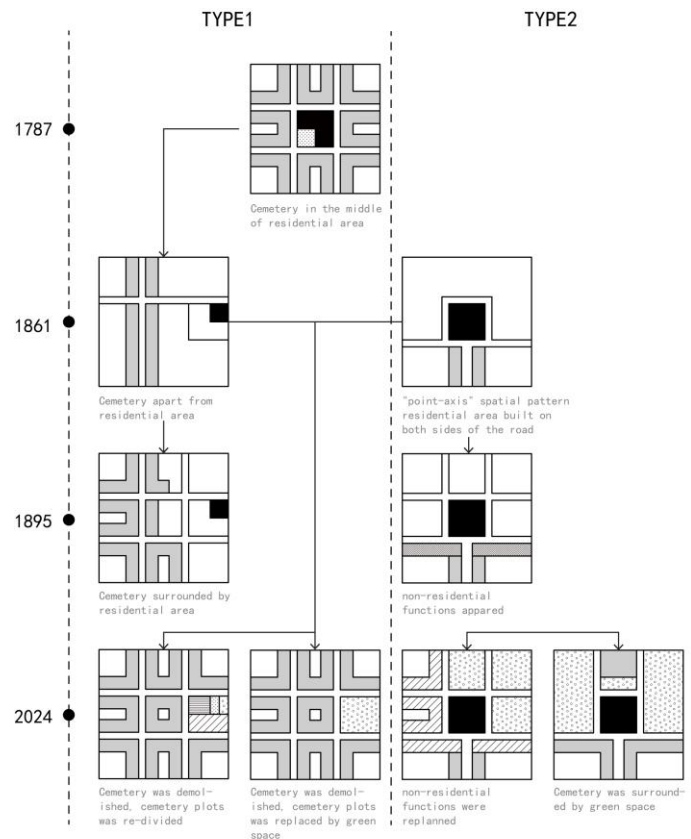 TYPE1
TYPE2
1787
Cemetery in the middle
of residential area
1861
Cemetery apart from
residential area
"point-axis" spatial pattern
residential area built on
both sides of the road
1895
Cemetery surrounded by
residential area
non-residential
functions appared
2024
Cemetery was demol-
ished, cemetery plots
was re-divided
Cemetery was demol-
ished, cemetery plots
was replaced by green
space
non-residential
functions were
replanned
Cemetery was surround-
ed by green space